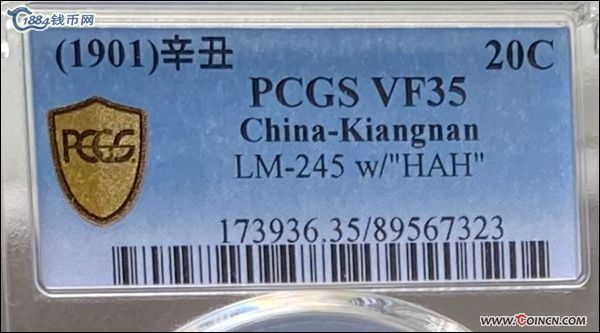 1884钱币网
(1901)辛丑 20C
PCGS VF35
China-Kiangnan
PCGS
LM-245 w/"HAH"
173936.35/89567323
www.COINCN.com